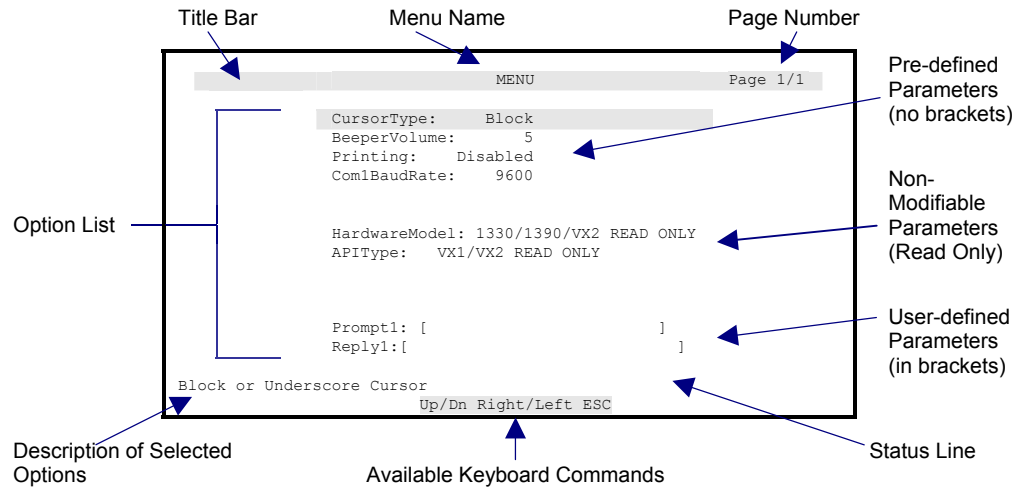 Title Bar
Menu Name
Page Number
MENU Page 1/1
Pre-defined
Parameters
(no brackets)
CursorType: Block
BeeperVolume: 5
Printing: Disabled
Com1BaudRate: 9600
Option List
HardwareModel: 1330/1390/VX2 READ ONLY
APIType: VX1/VX2 READ ONLY
Non-
Modifiable
Parameters
(Read Only)
Prompt1: [ ]
Reply1:[ ]
User-defined
Parameters
(in brackets)
Block or Underscore Cursor
Up/Dn Right/Left ESC
Description of Selected
Options
Available Keyboard Commands
Status Line